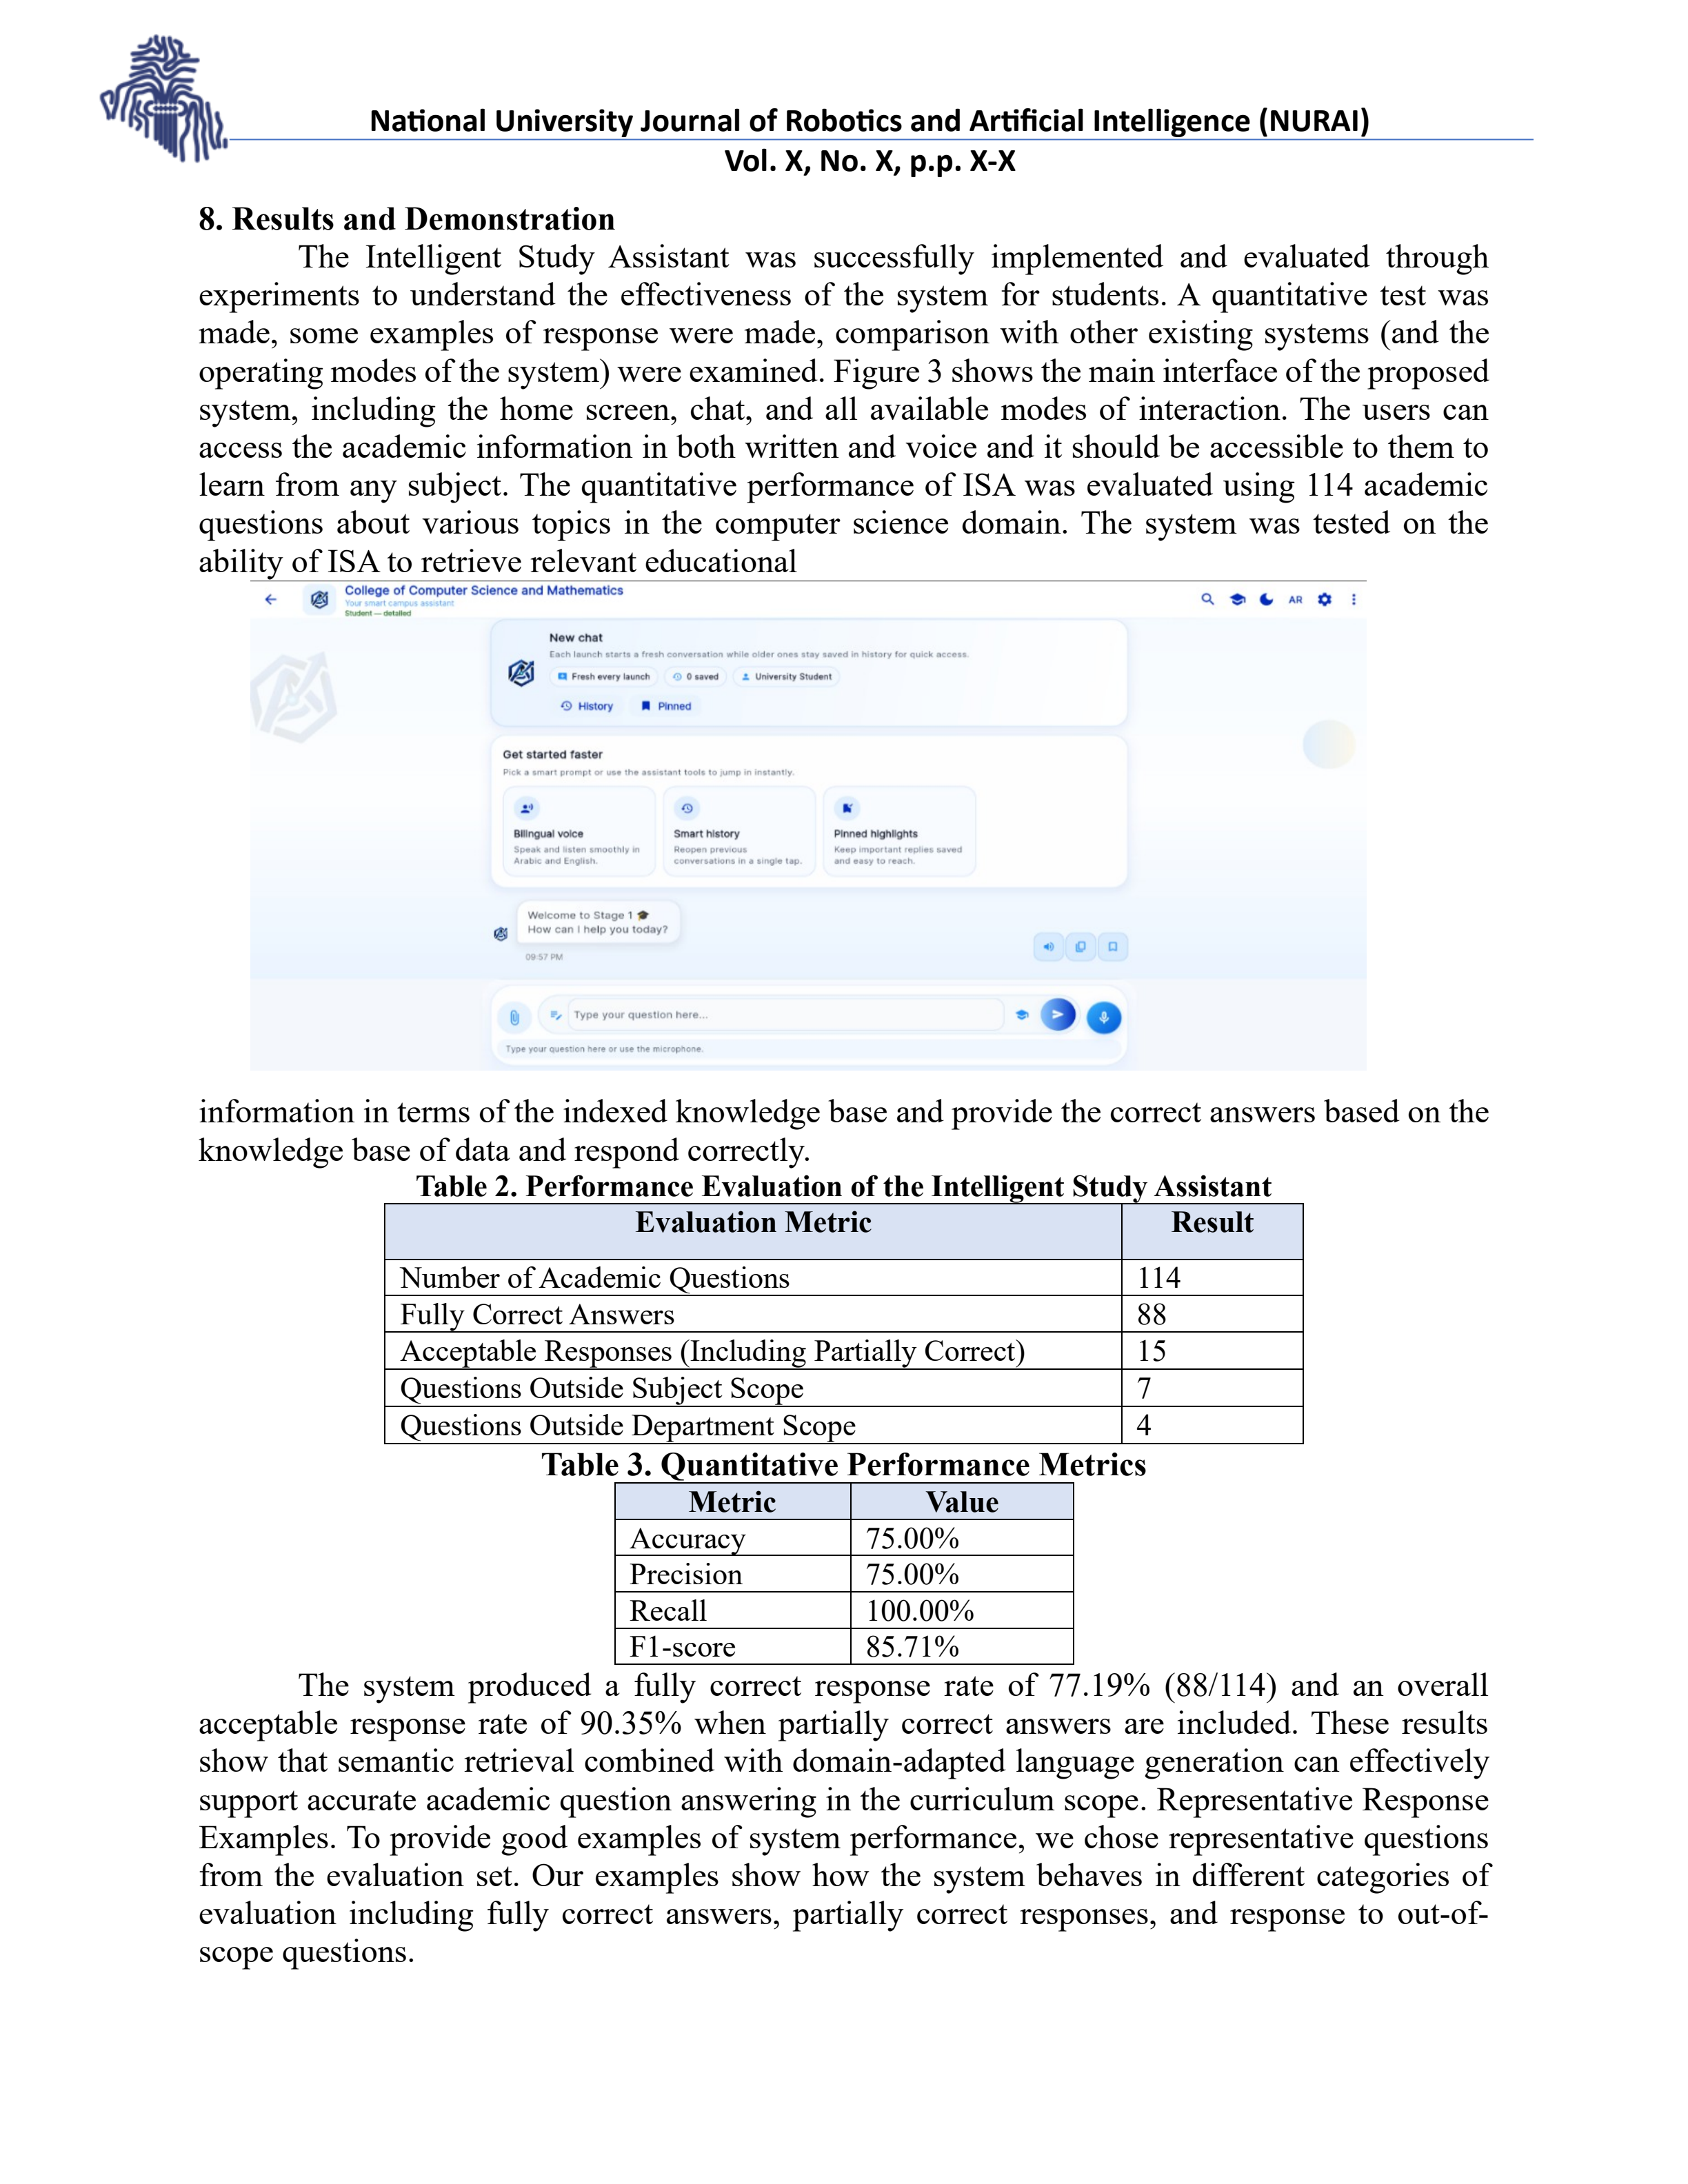 National University Journal of Robotics and Artificial Intelligence (NURAI)
Vol. X, No. X, p.p. X-X
8. Results and Demonstration
The Intelligent Study Assistant was successfully implemented and evaluated through
experiments to understand the effectiveness of the system for students. A quantitative test was
made, some examples of response were made, comparison with other existing systems (and the
operating modes of the system) were examined. Figure 3 shows the main interface of the proposed
system, including the home screen, chat, and all available modes of interaction. The users can
access the academic information in both written and voice and it should be accessible to them to
learn from any subject. The quantitative performance of ISA was evaluated using 114 academic
questions about various topics in the computer science domain. The system was tested on the
ability of ISA to retrieve relevant educational
College of Computer Science and Mathematics
Your smart campus assistant
Student — detailed
AR
New chat
Each launch starts a fresh conversation while older ones stay saved in history for quick access.
Fresh every launch 0 saved University Student
History Pinned
Get started faster
Pick a smart prompt or use the assistant tools to jump in instantly.
Bilingual voice
Speak and listen smoothly in
Arabic and English.
Smart history
Reopen previous
conversations in a single tap.
Pinned highlights
Keep important replies saved
and easy to reach.
Welcome to Stage 1 🎓
How can I help you today?
09:57 PM
Type your question here...
Type your question here or use the microphone.
information in terms of the indexed knowledge base and provide the correct answers based on the
knowledge base of data and respond correctly.
Table 2. Performance Evaluation of the Intelligent Study Assistant
Evaluation Metric Result
Number of Academic Questions 114
Fully Correct Answers 88
Acceptable Responses (Including Partially Correct) 15
Questions Outside Subject Scope 7
Questions Outside Department Scope 4
Table 3. Quantitative Performance Metrics
Metric Value
Accuracy 75.00%
Precision 75.00%
Recall 100.00%
F1-score 85.71%
The system produced a fully correct response rate of 77.19% (88/114) and an overall
acceptable response rate of 90.35% when partially correct answers are included. These results
show that semantic retrieval combined with domain-adapted language generation can effectively
support accurate academic question answering in the curriculum scope. Representative Response
Examples. To provide good examples of system performance, we chose representative questions
from the evaluation set. Our examples show how the system behaves in different categories of
evaluation including fully correct answers, partially correct responses, and response to out-of-
scope questions.